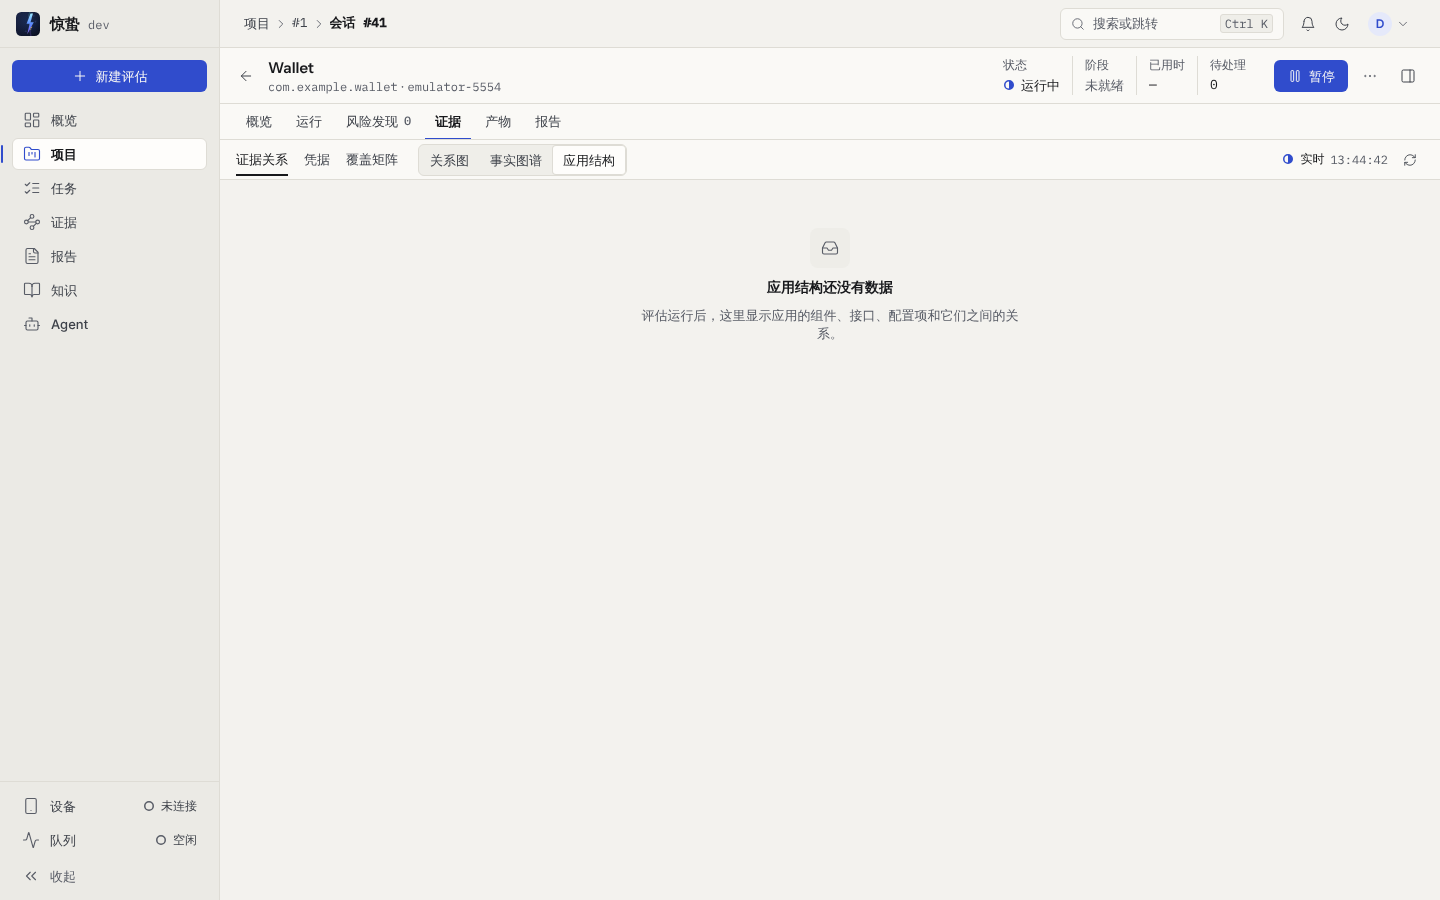 惊蛰 dev
项目 > #1 > 会话 #41
搜索或跳转 Ctrl K
D
新建评估
概览
项目
任务
证据
报告
知识
Agent
Wallet
com.example.wallet · emulator-5554
状态
运行中
阶段
未就绪
已用时
—
待处理
0
暂停
概览 运行 风险发现 0 证据 产物 报告
证据关系 凭据 覆盖矩阵 关系图 事实图谱 应用结构
实时 13:44:42
应用结构还没有数据
评估运行后，这里显示应用的组件、接口、配置项和它们之间的关
系。
设备 未连接
队列 空闲
收起